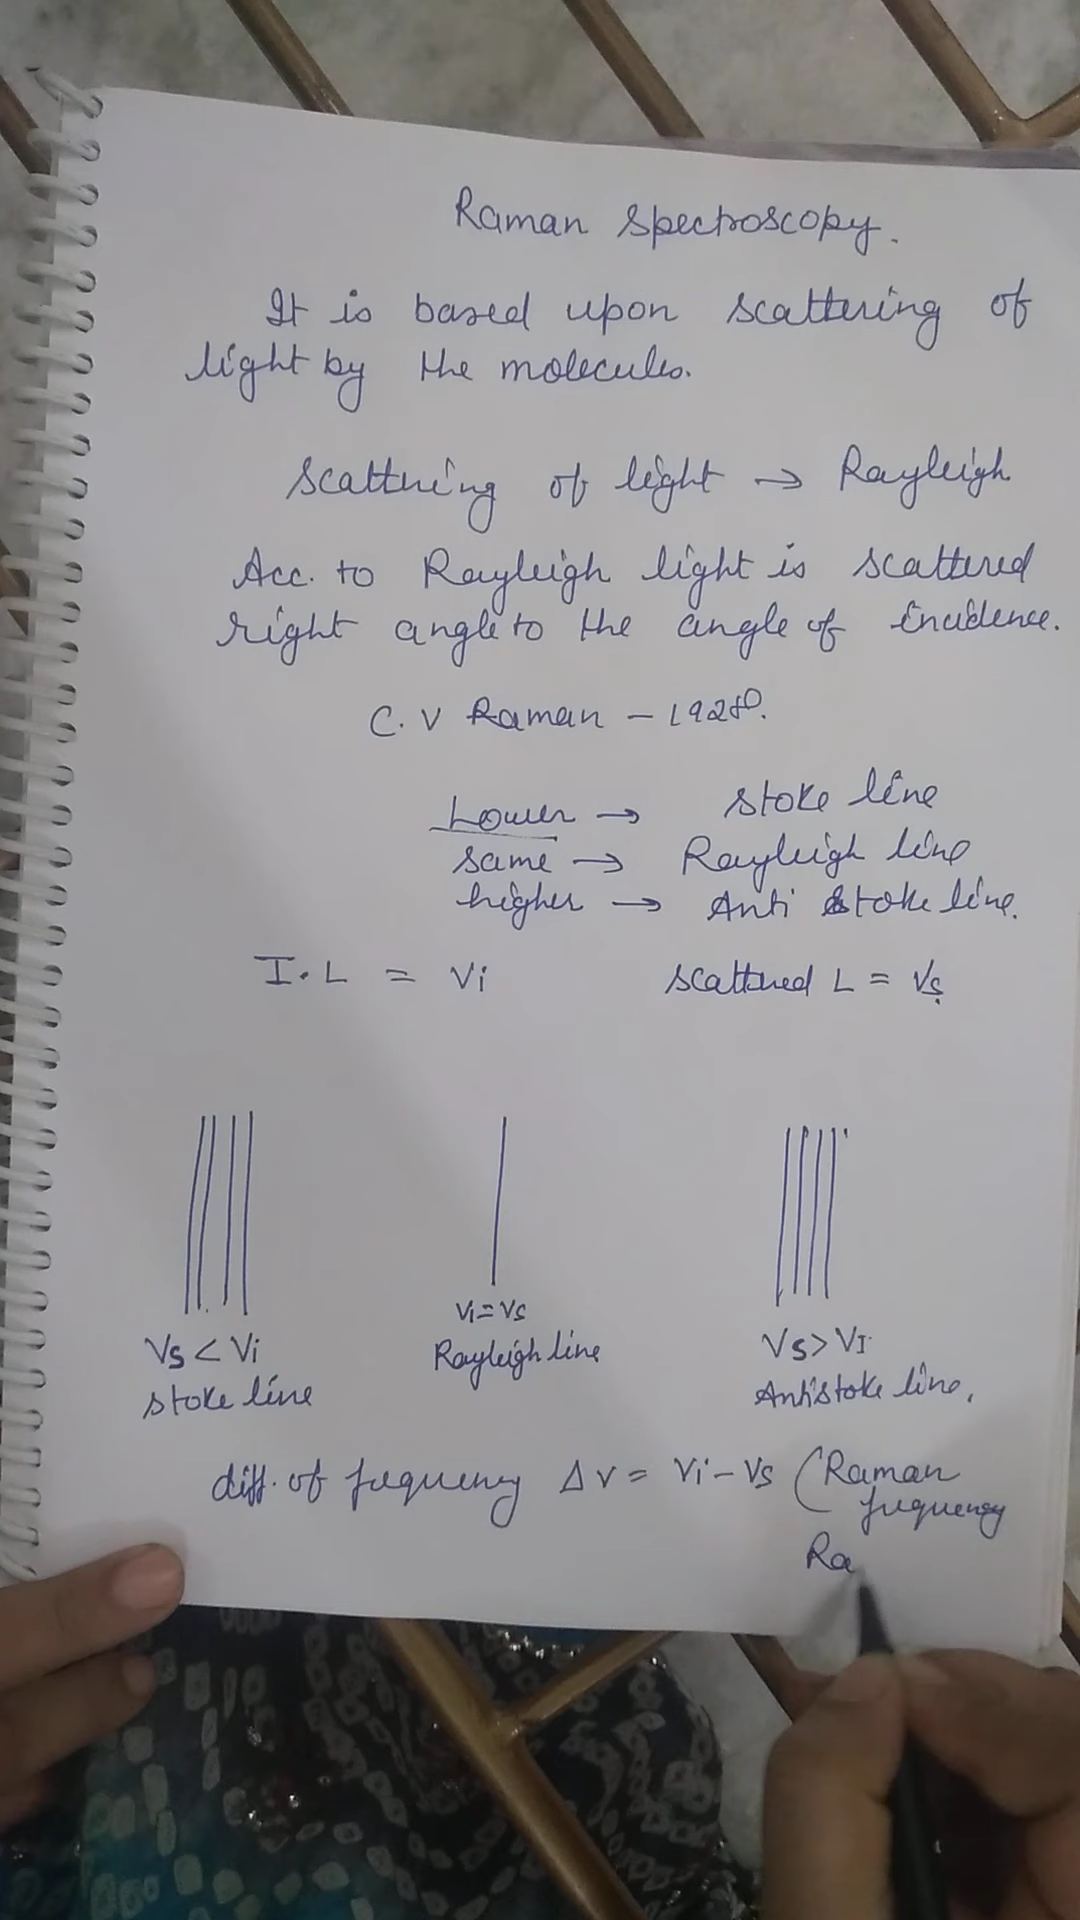 Raman Spectroscopy.
It is based upon scattering of
light by the molecules.
Scattering of light → Rayleigh
Acc. to Rayleigh light is scattered
right angle to the angle of incidence.
C. V Raman - 1928.
Lower → stoke line
same → Rayleigh line
higher → Anti stoke line.
I. L = Vi    scattered L = Vs
Vs < Vi    Vi = Vs    Vs > VI
stoke line    Rayleigh line    Antistoke line.
diff. of fequency Δv = Vi - Vs (Raman
fequency
Ra